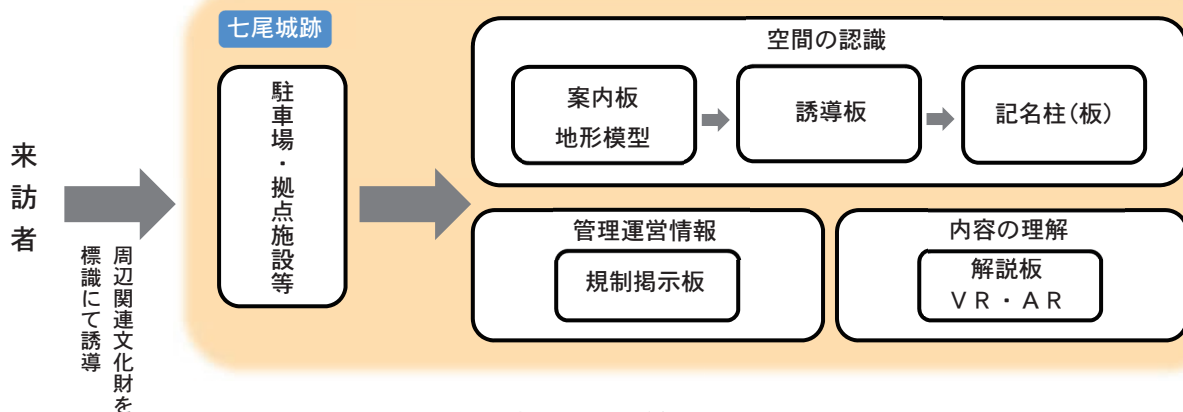 来訪者
周辺関連文化財を
標識にて誘導
七尾城跡
駐車場・拠点施設等
空間の認識
案内板
地形模型
誘導板
記名柱(板)
管理運営情報
規制掲示板
内容の理解
解説板
VR・AR